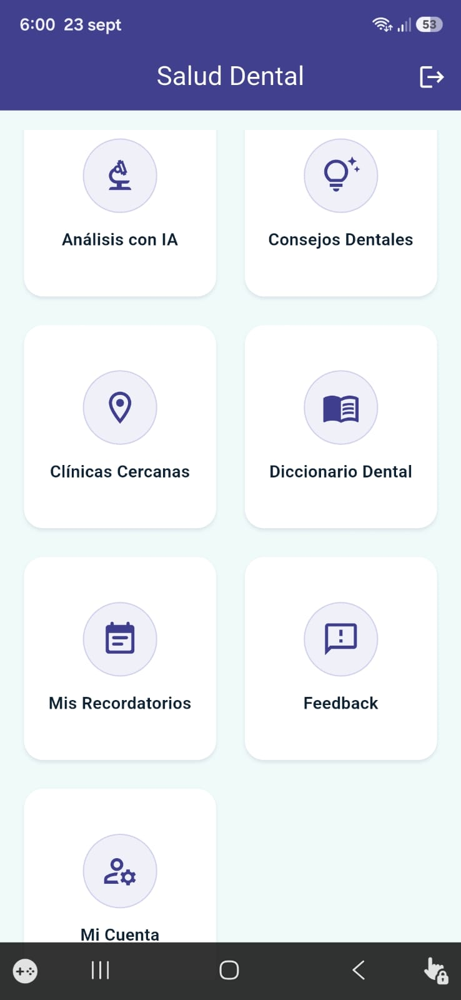 6:00 23 sept
53
Salud Dental
Análisis con IA
Consejos Dentales
Clínicas Cercanas
Diccionario Dental
Mis Recordatorios
Feedback
Mi Cuenta